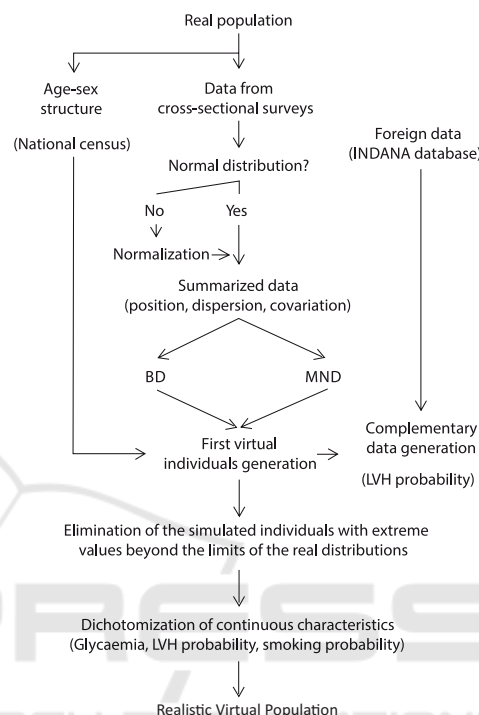 Real population
Age-sex
structure
(National census)
Data from
cross-sectional surveys
Foreign data
(INDANA database)
Normal distribution?
No
Yes
Normalization
Summarized data
(position, dispersion, covariation)
BD
MND
First virtual
individuals generation
Complementary
data generation
(LVH probability)
Elimination of the simulated individuals with extreme
values beyond the limits of the real distributions
Dichotomization of continuous characteristics
(Glycaemia, LVH probability, smoking probability)
Realistic Virtual Population